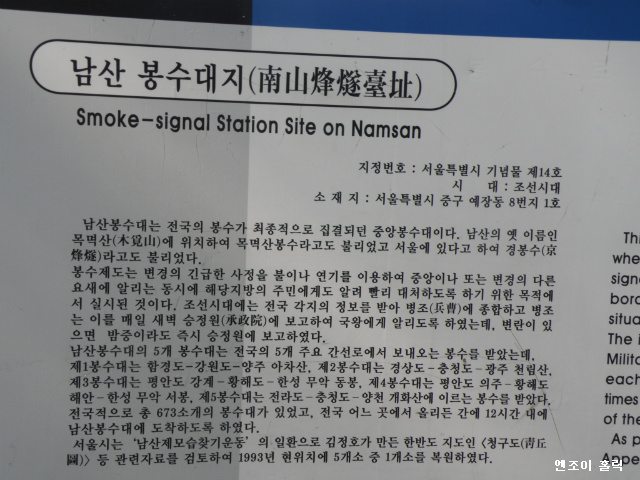 남산 봉수대지(南山烽燧臺址)
Smoke-signal Station Site on Namsan
지정번호 : 서울특별시 기념물 제14호
시 대 : 조선시대
소 재 지 : 서울특별시 중구 예장동 8번지 1호
남산봉수대는 전국의 봉수가 최종적으로 집결되던 중앙봉수대이다. 남산의 옛 이름인
목멱산(木覓山)에 위치하여 목멱산봉수라고도 불리었고 서울에 있다고 하여 경봉수(京
烽燧)라고도 불리었다.
봉수제도는 변경의 긴급한 사정을 불이나 연기를 이용하여 중앙이나 또는 변경의 다른
요새에 알리는 동시에 해당지방의 주민에게도 알려 빨리 대처하도록 하기 위한 목적에
서 실시된 것이다. 조선시대에는 전국 각지의 정보를 받아 병조(兵曹)에 종합하고 병조
는 이를 매일 새벽 승정원(承政院)에 보고하여 국왕에게 알리도록 하였는데, 변란이 있
으면 밤중이라도 즉시 승정원에 보고하였다.
남산봉수대의 5개 봉수대는 전국의 5개 주요 간선로에서 보내오는 봉수를 받았는데,
제1봉수대는 함경도-강원도-양주 아차산, 제2봉수대는 경상도-충청도-광주 천림산,
제3봉수대는 평안도 강계-황해도-한성 무악 동봉, 제4봉수대는 평안도 의주-황해도
해안-한성 무악 서봉, 제5봉수대는 전라도-충청도-양천 개화산에 이르는 봉수를 받았다.
전국적으로 총 673소개의 봉수대가 있었고, 전국 어느 곳에서 올리든 간에 12시간 대에
남산봉수대에 도착하도록 하였다.
서울시는 '남산제모습찾기운동'의 일환으로 김정호가 만든 한반도 지도인 〈청구도(靑丘
圖)〉 등 관련자료를 검토하여 1993년 현위치에 5개소 중 1개소를 복원하였다.
Th
whe
signa
borc
situa
The i
Milita
each
times
of the
As p
Appe
엔조이 홀릭